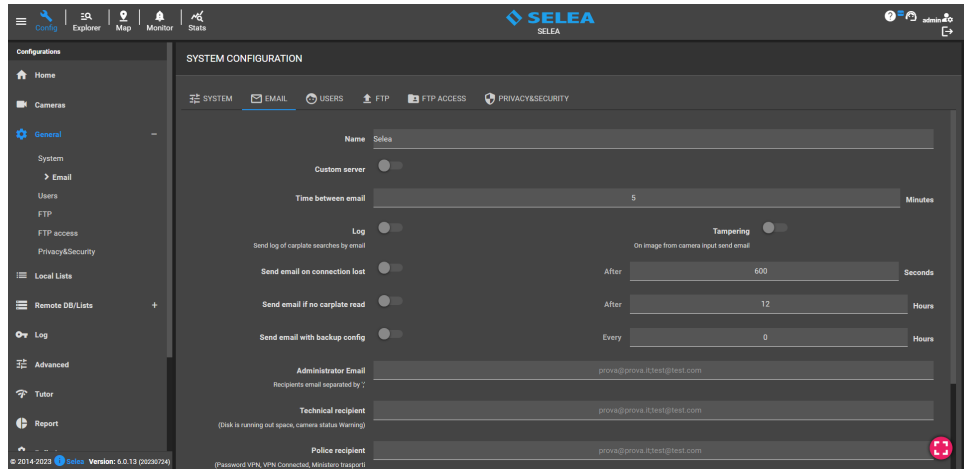 Config
Explorer
Map
Monitor
Stats
SELEA
SELEA
admin
Configurations
Home
Cameras
General
System
Email
Users
FTP
FTP access
Privacy&Security
Local Lists
Remote DB/Lists
Log
Advanced
Tutor
Report
© 2014-2023 Selea Version: 6.0.13 (20230724)
SYSTEM CONFIGURATION
SYSTEM EMAIL USERS FTP FTP ACCESS PRIVACY&SECURITY
Name Selea
Custom server
Time between email 5 Minutes
Log Tampering
Send log of carplate searches by email On image from camera input send email
Send email on connection lost After 600 Seconds
Send email if no carplate read After 12 Hours
Send email with backup config Every 0 Hours
Administrator Email prova@prova.it;test@test.com
Recipients email separated by ';'
Technical recipient prova@prova.it;test@test.com
(Disk is running out space, camera status Warning)
Police recipient prova@prova.it;test@test.com
(Password VPN, VPN Connected, Ministero trasporti